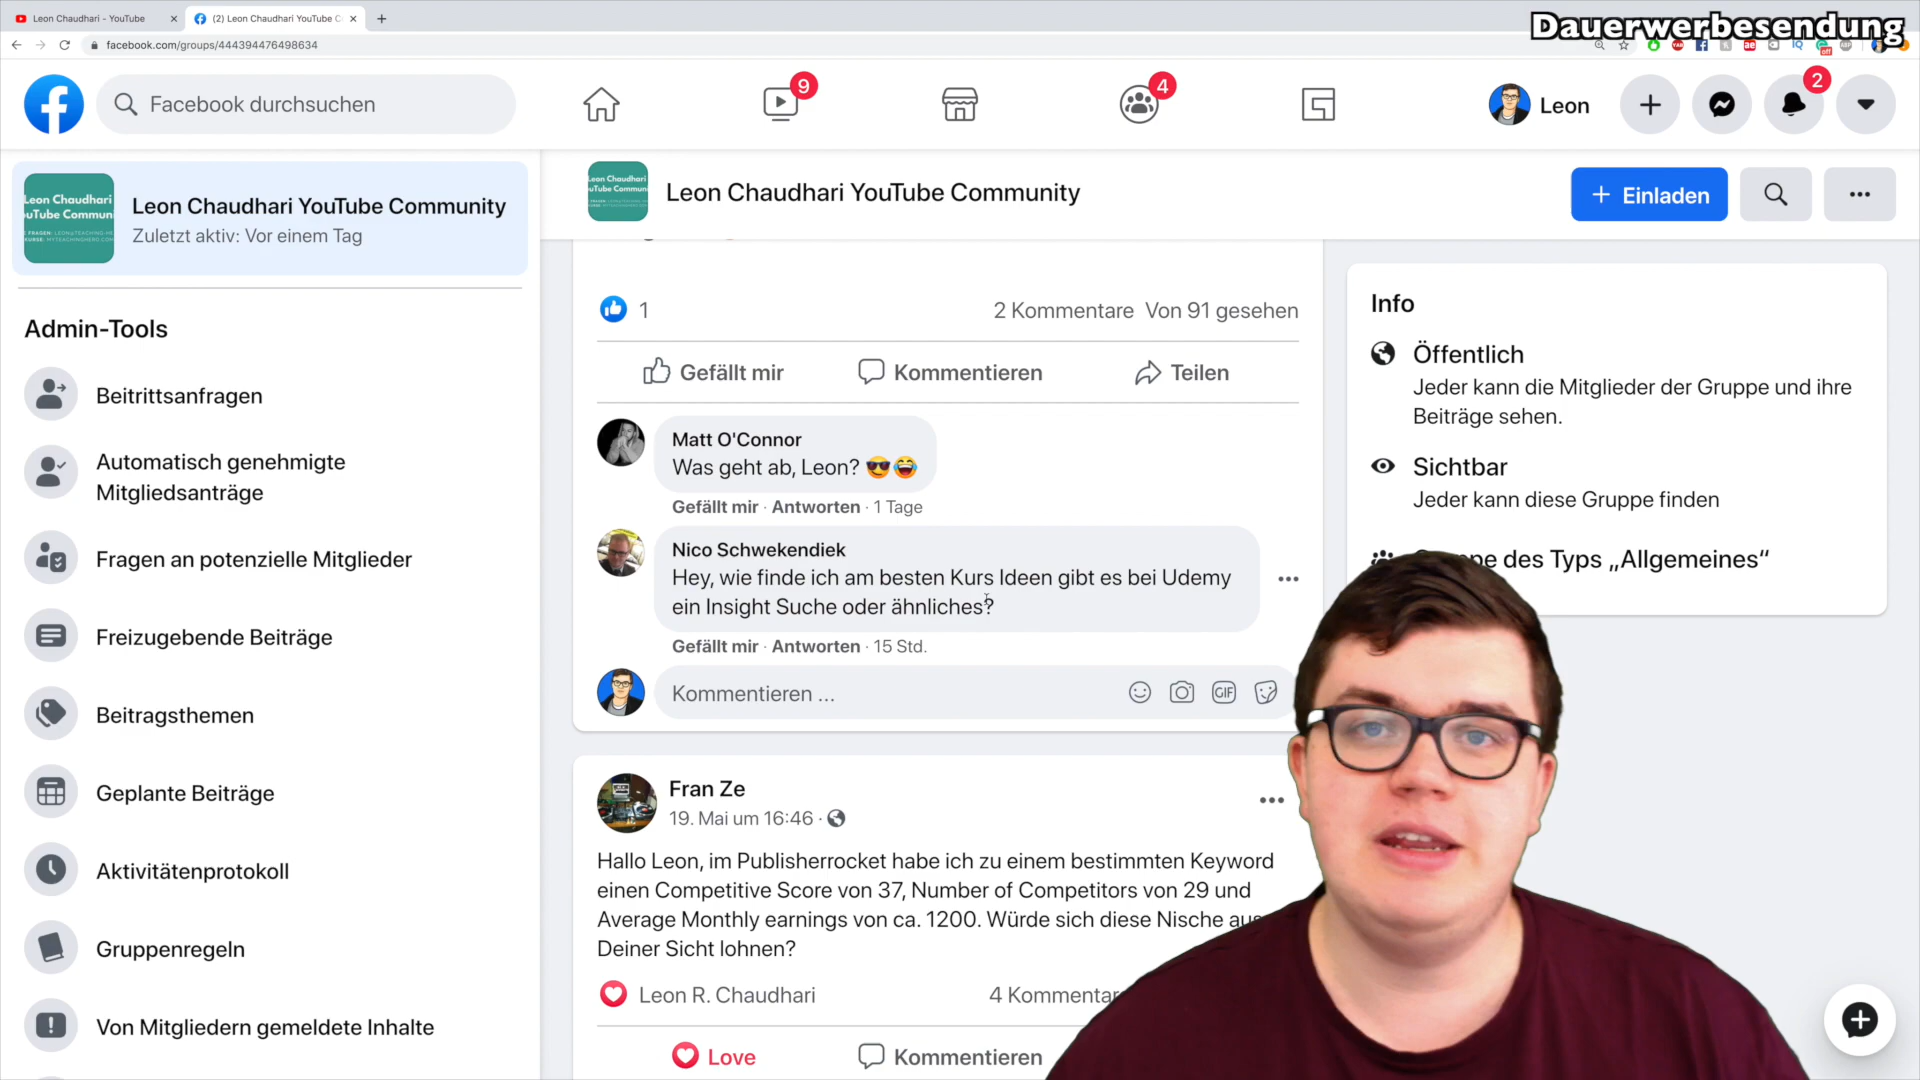 Leon Chaudhari - YouTube
(2) Leon Chaudhari YouTube C
Dauerwerbesendung
facebook.com/groups/444394476498634
Facebook durchsuchen
9
4
Leon
2
Leon Chaudhari YouTube Community
Zuletzt aktiv: Vor einem Tag
Leon Chaudhari YouTube Community
+ Einladen
Admin-Tools
Beitrittsanfragen
Automatisch genehmigte
Mitgliedsanträge
Fragen an potenzielle Mitglieder
Freizugebende Beiträge
Beitragsthemen
Geplante Beiträge
Aktivitätenprotokoll
Gruppenregeln
Von Mitgliedern gemeldete Inhalte
1
2 Kommentare Von 91 gesehen
Gefällt mir Kommentieren Teilen
Matt O'Connor
Was geht ab, Leon? 😎😂
Gefällt mir · Antworten · 1 Tage
Nico Schwekendiek
Hey, wie finde ich am besten Kurs Ideen gibt es bei Udemy
ein Insight Suche oder ähnliches?
Gefällt mir · Antworten · 15 Std.
Kommentieren ...
GIF
Fran Ze
19. Mai um 16:46 ·
Hallo Leon, im Publisherrocket habe ich zu einem bestimmten Keyword
einen Competitive Score von 37, Number of Competitors von 29 und
Average Monthly earnings von ca. 1200. Würde sich diese Nische aus
Deiner Sicht lohnen?
Leon R. Chaudhari
4 Kommentar
Love Kommentieren
Info
Öffentlich
Jeder kann die Mitglieder der Gruppe und ihre
Beiträge sehen.
Sichtbar
Jeder kann diese Gruppe finden
des Typs „Allgemeines“